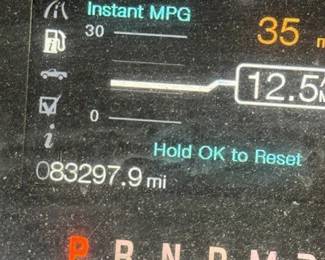 Instant MPG
30
35 m
12.5
0
Hold OK to Reset
083297.9 mi
P R N D M